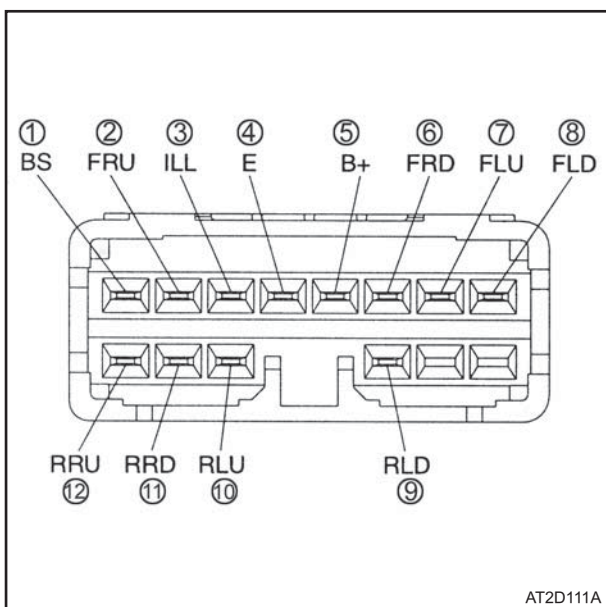 ① ② ③ ④ ⑤ ⑥ ⑦ ⑧
BS FRU ILL E B+ FRD FLU FLD
RRU RRD RLU RLD
⑫ ⑪ ⑩ ⑨
AT2D111A